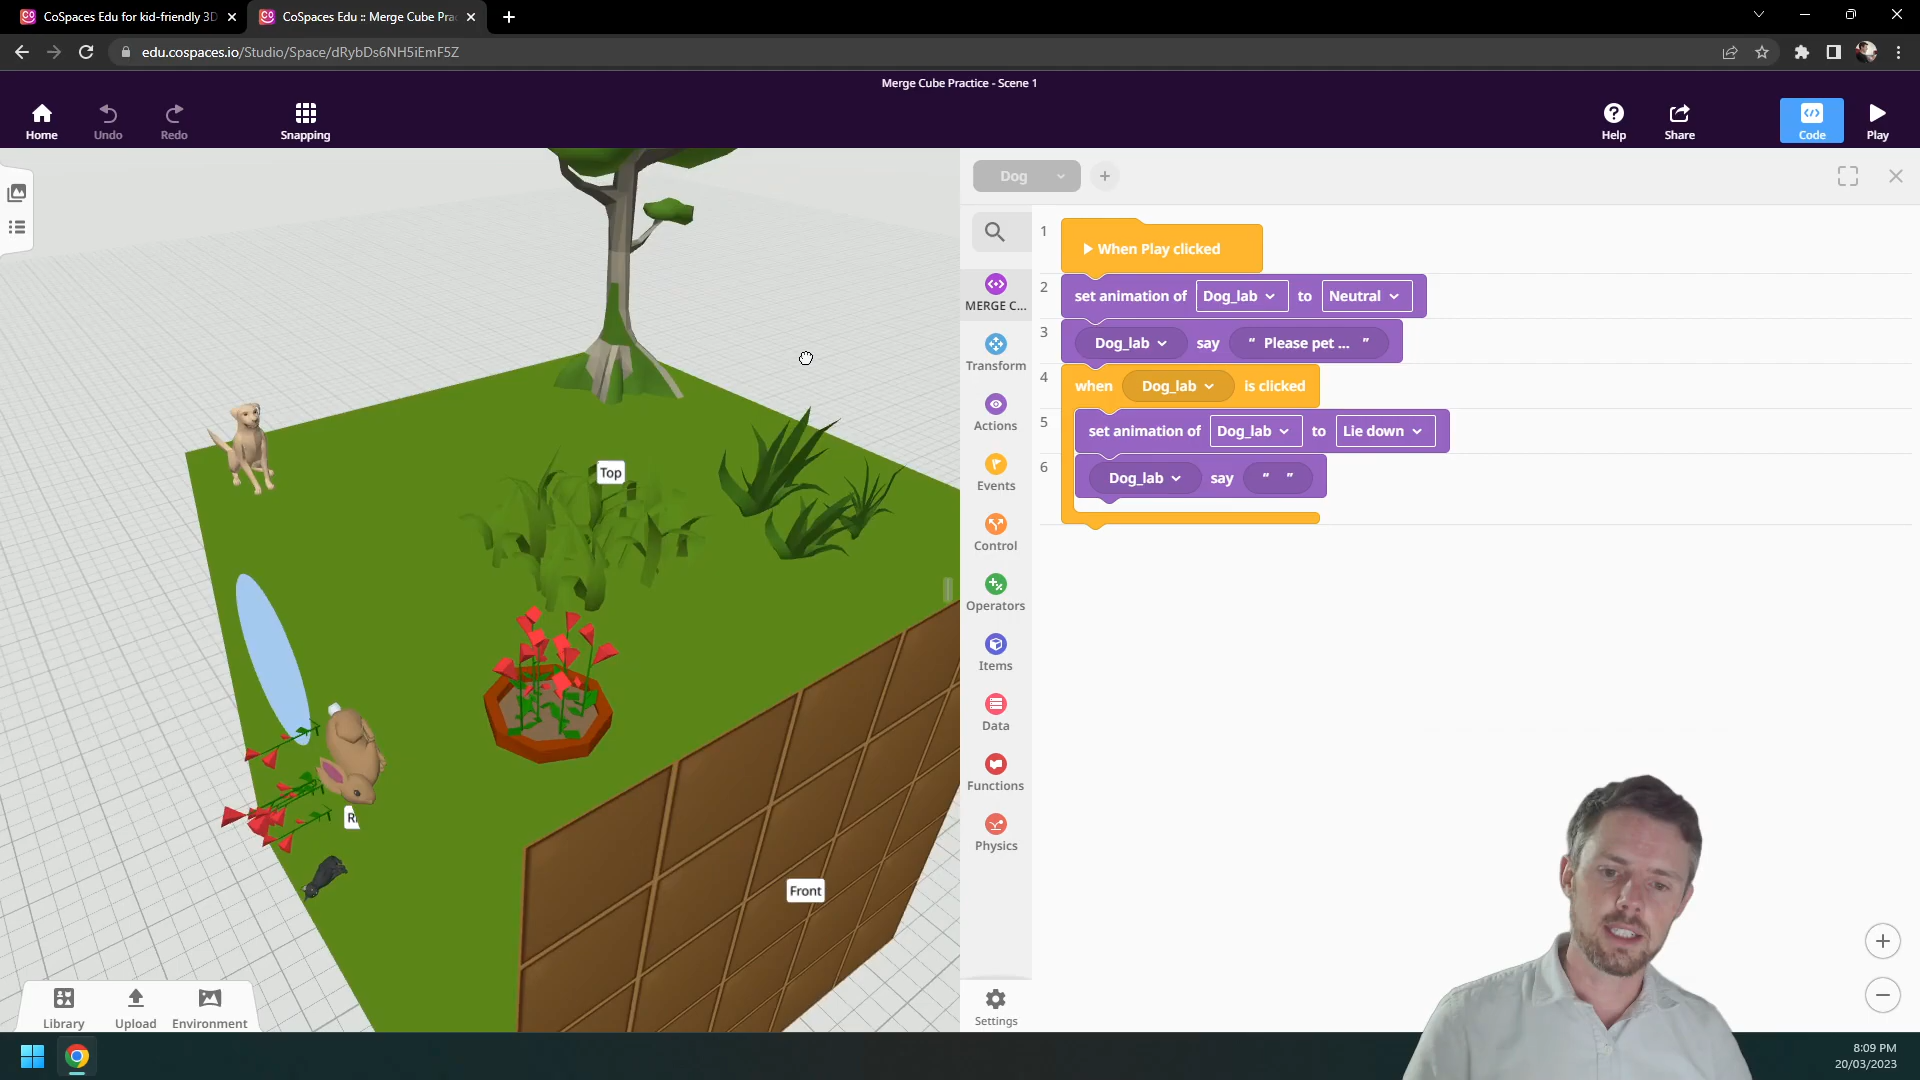 CoSpaces Edu for kid-friendly 3D
CoSpaces Edu :: Merge Cube Pra
edu.cospaces.io/Studio/Space/dRybDs6NH5iEmF5Z
Merge Cube Practice - Scene 1
Home
Undo
Redo
Snapping
Help
Share
Code
Play
Dog
MERGE C...
Transform
Actions
Events
Control
Operators
Items
Data
Functions
Physics
Settings
1
When Play clicked
2
set animation of Dog_lab to Neutral
3
Dog_lab say “ Please pet ... ”
4
when Dog_lab is clicked
5
set animation of Dog_lab to Lie down
6
Dog_lab say “ ”
Top
Front
Library
Upload
Environment
8:09 PM
20/03/2023